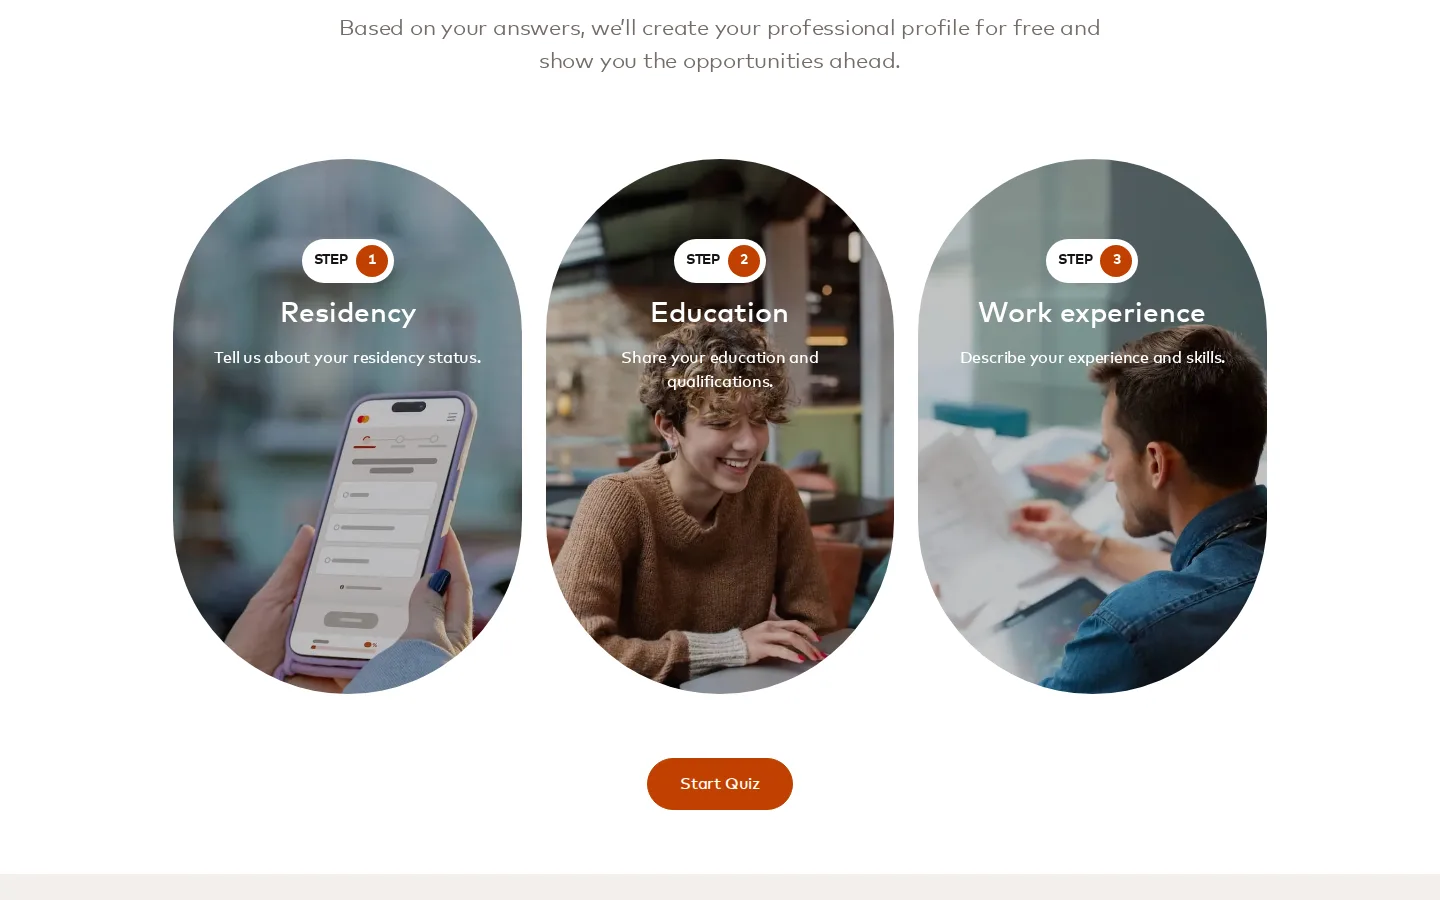 Based on your answers, we’ll create your professional profile for free and
show you the opportunities ahead.
STEP 1
Residency
Tell us about your residency status.
STEP 2
Education
Share your education and
qualifications.
STEP 3
Work experience
Describe your experience and skills.
Start Quiz